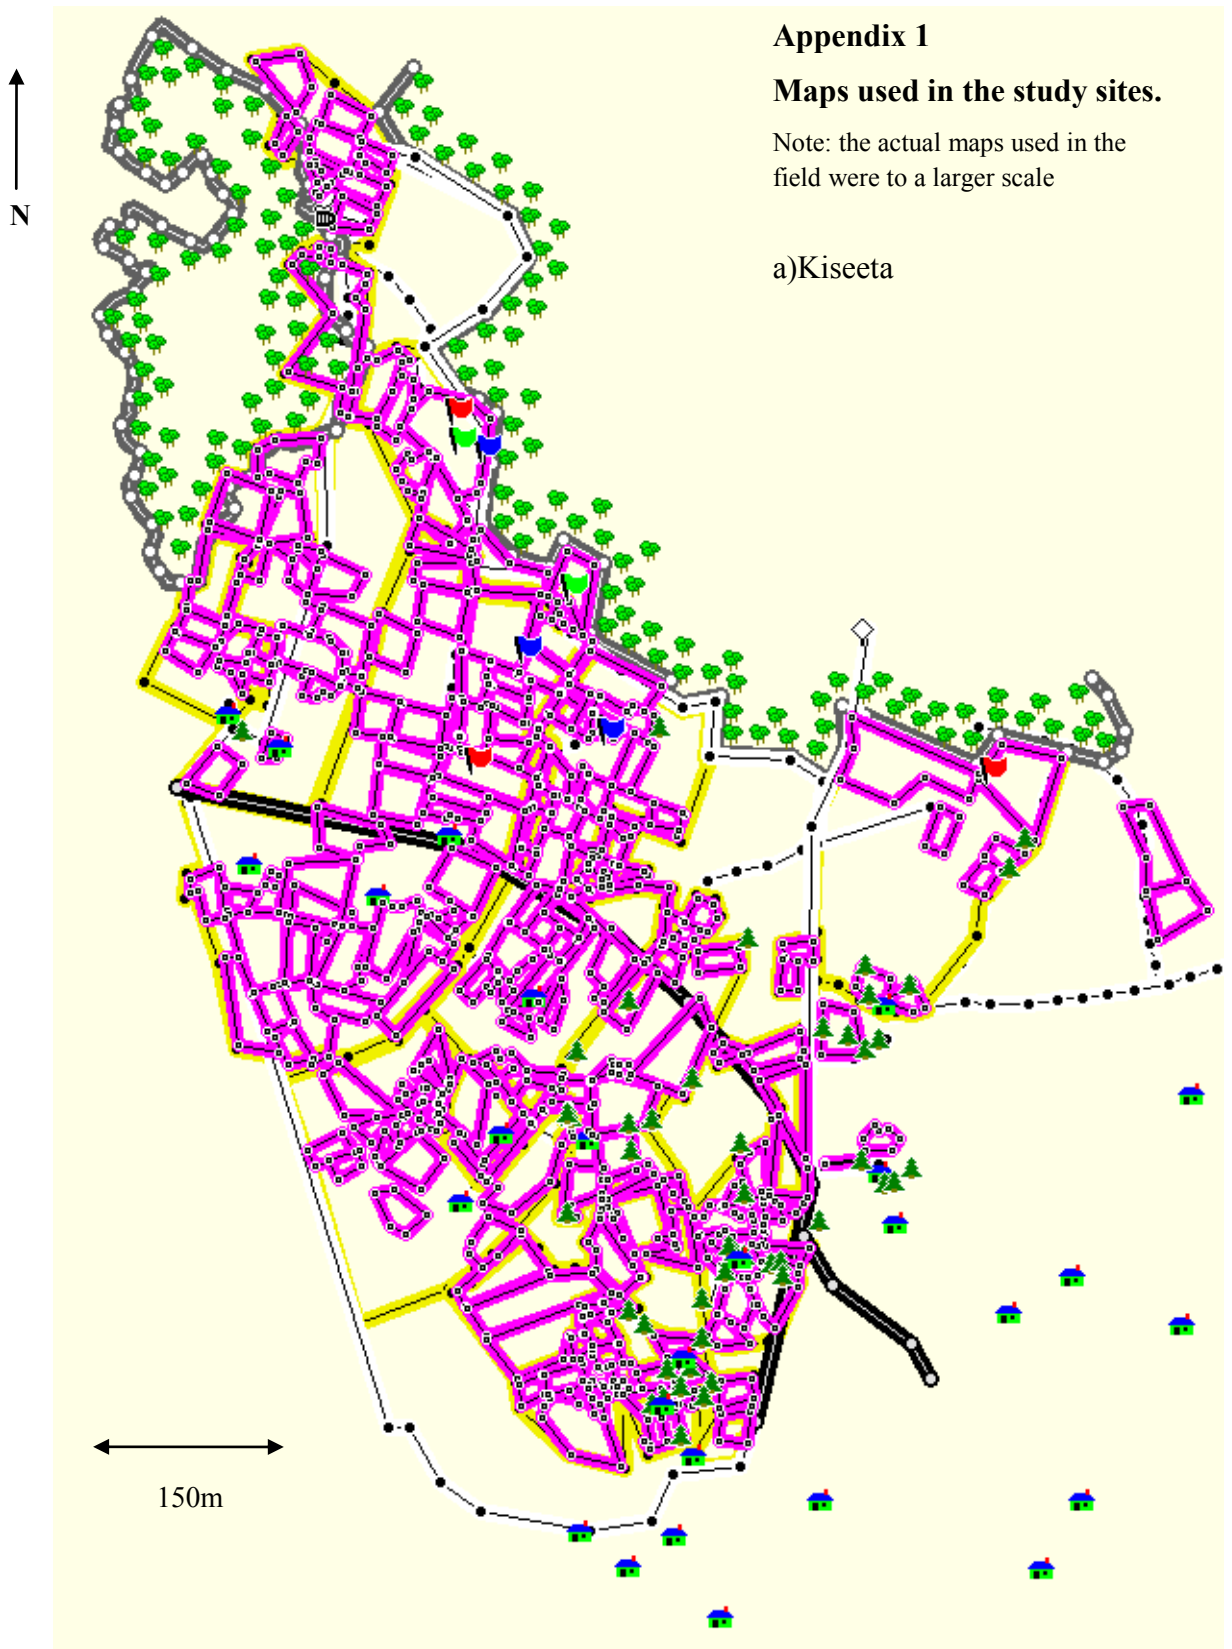 Appendix 1
Maps used in the study sites.
Note: the actual maps used in the
field were to a larger scale
N
a)Kiseeta
150m